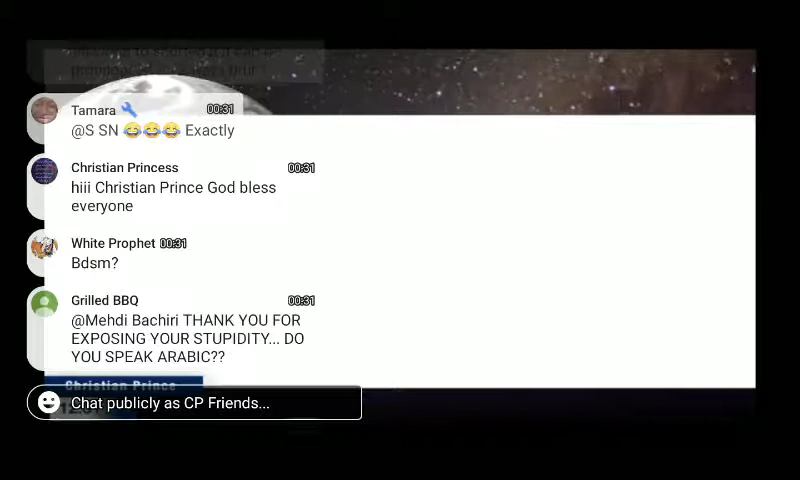 Tamara 🔧 00:31
@S SN 😂😂😂 Exactly
Christian Princess 00:31
hiii Christian Prince God bless
everyone
White Prophet 00:31
Bdsm?
Grilled BBQ 00:31
@Mehdi Bachiri THANK YOU FOR
EXPOSING YOUR STUPIDITY... DO
YOU SPEAK ARABIC??
Christian Prince
Chat publicly as CP Friends...